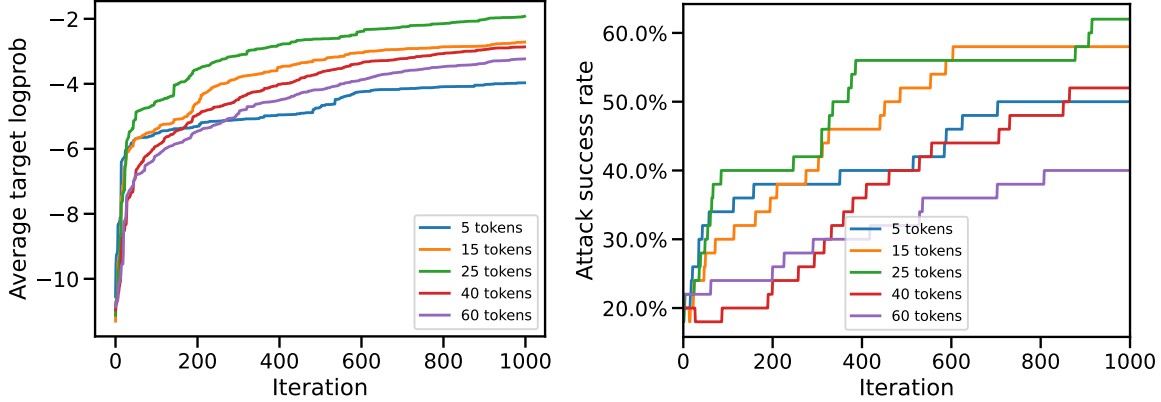 Average target logprob
−2
−4
−6
−8
−10
0 200 400 600 800 1000
Iteration
5 tokens
15 tokens
25 tokens
40 tokens
60 tokens
Attack success rate
60.0%
50.0%
40.0%
30.0%
20.0%
0 200 400 600 800 1000
Iteration
5 tokens
15 tokens
25 tokens
40 tokens
60 tokens